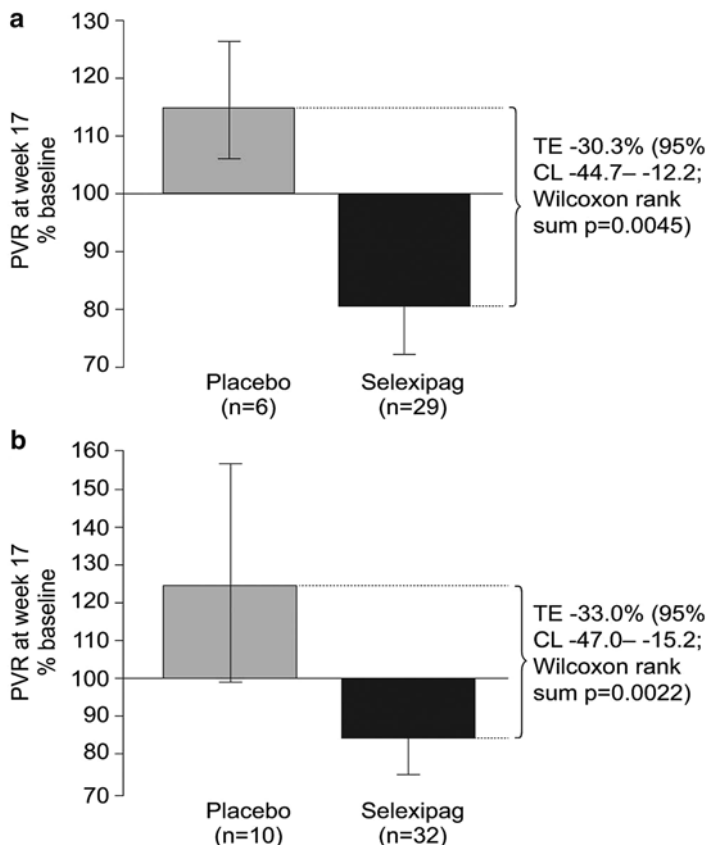 a
PVR at week 17
% baseline
130
120
110
100
90
80
70
Placebo
(n=6)
Selexipag
(n=29)
TE -30.3% (95%
CL -44.7– -12.2;
Wilcoxon rank
sum p=0.0045)
b
PVR at week 17
% baseline
160
150
140
130
120
110
100
90
80
70
Placebo
(n=10)
Selexipag
(n=32)
TE -33.0% (95%
CL -47.0– -15.2;
Wilcoxon rank
sum p=0.0022)